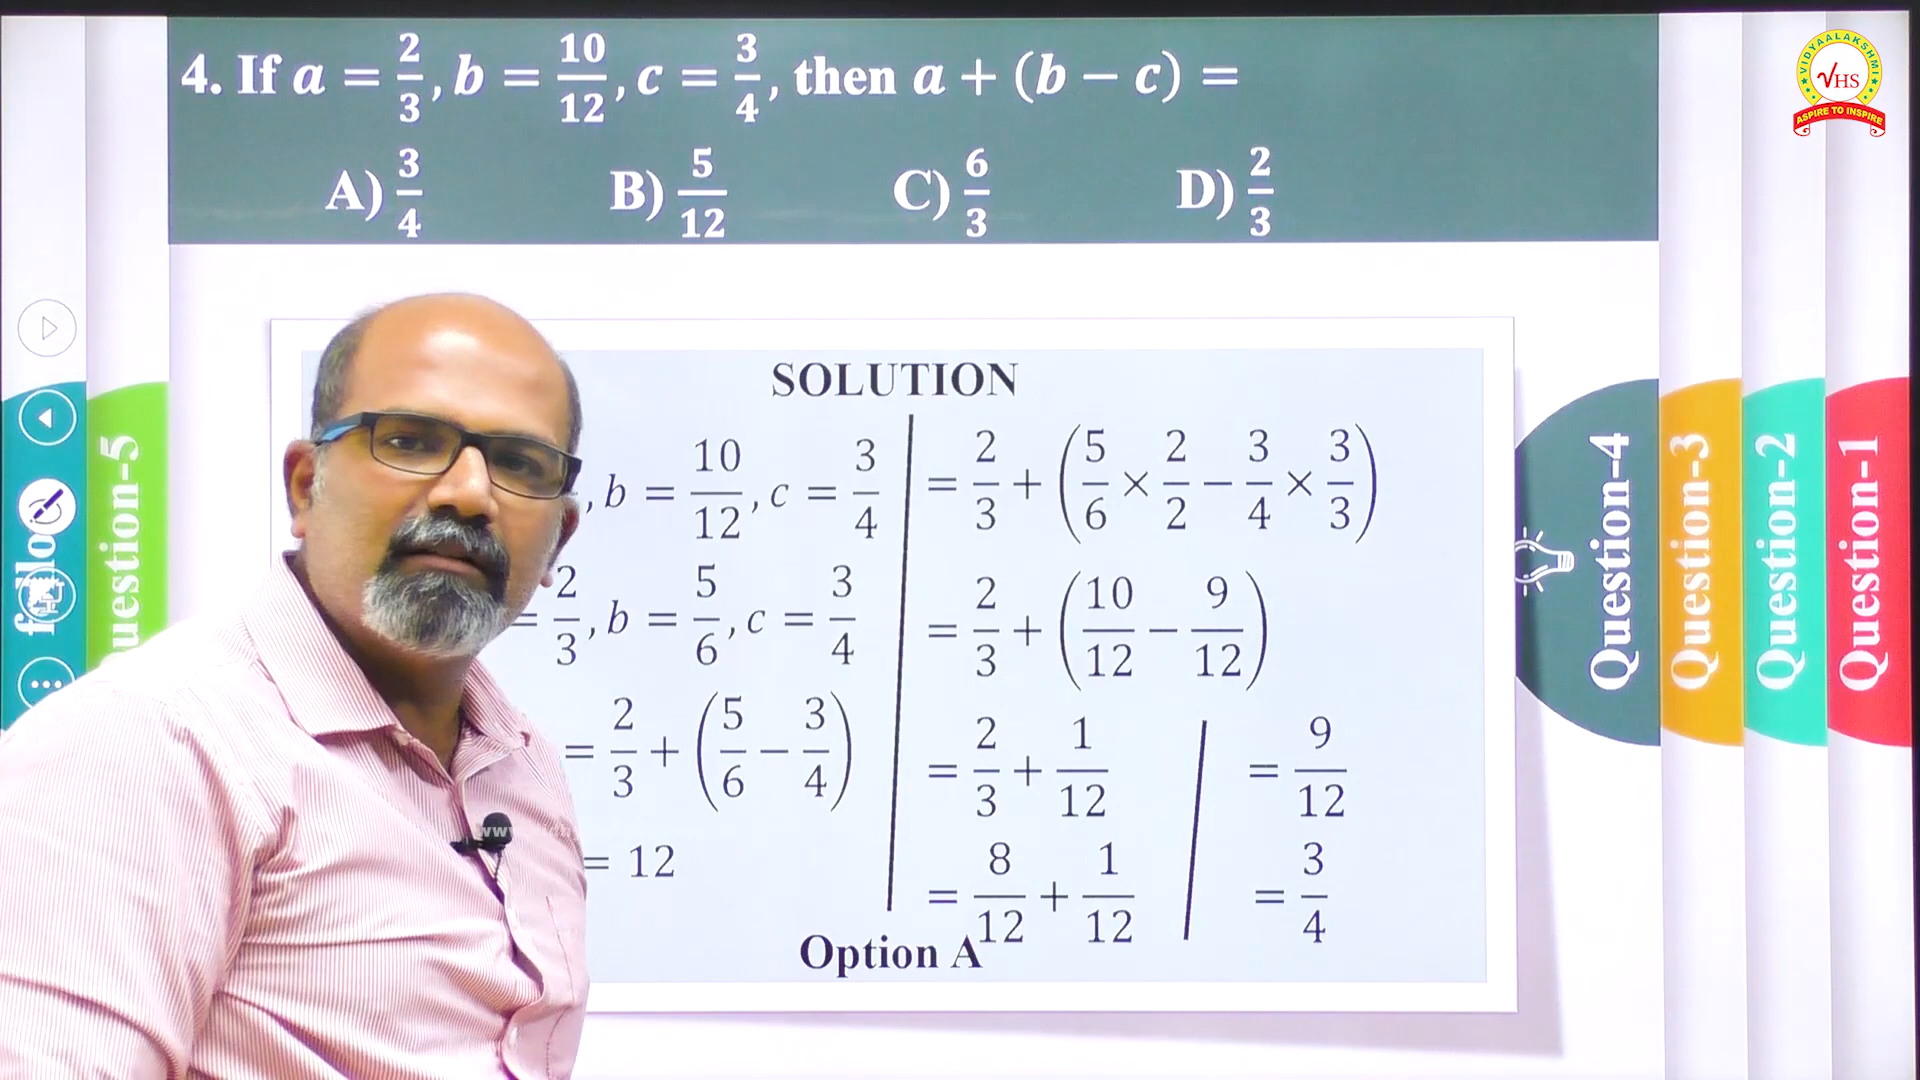 4. If a = 2/3, b = 10/12, c = 3/4, then a + (b − c) =
A) 3/4 B) 5/12 C) 6/3 D) 2/3
VIDYAALAKSHMI
√HS
ASPIRE TO INSPIRE
SOLUTION
, b = 10/12, c = 3/4
= 2/3, b = 5/6, c = 3/4
= 2/3 + (5/6 − 3/4)
= 12
= 2/3 + (5/6 × 2/2 − 3/4 × 3/3)
= 2/3 + (10/12 − 9/12)
= 2/3 + 1/12
= 8/12 + 1/12
= 9/12
= 3/4
Option A
uestion-5
Question-4
Question-3
Question-2
Question-1